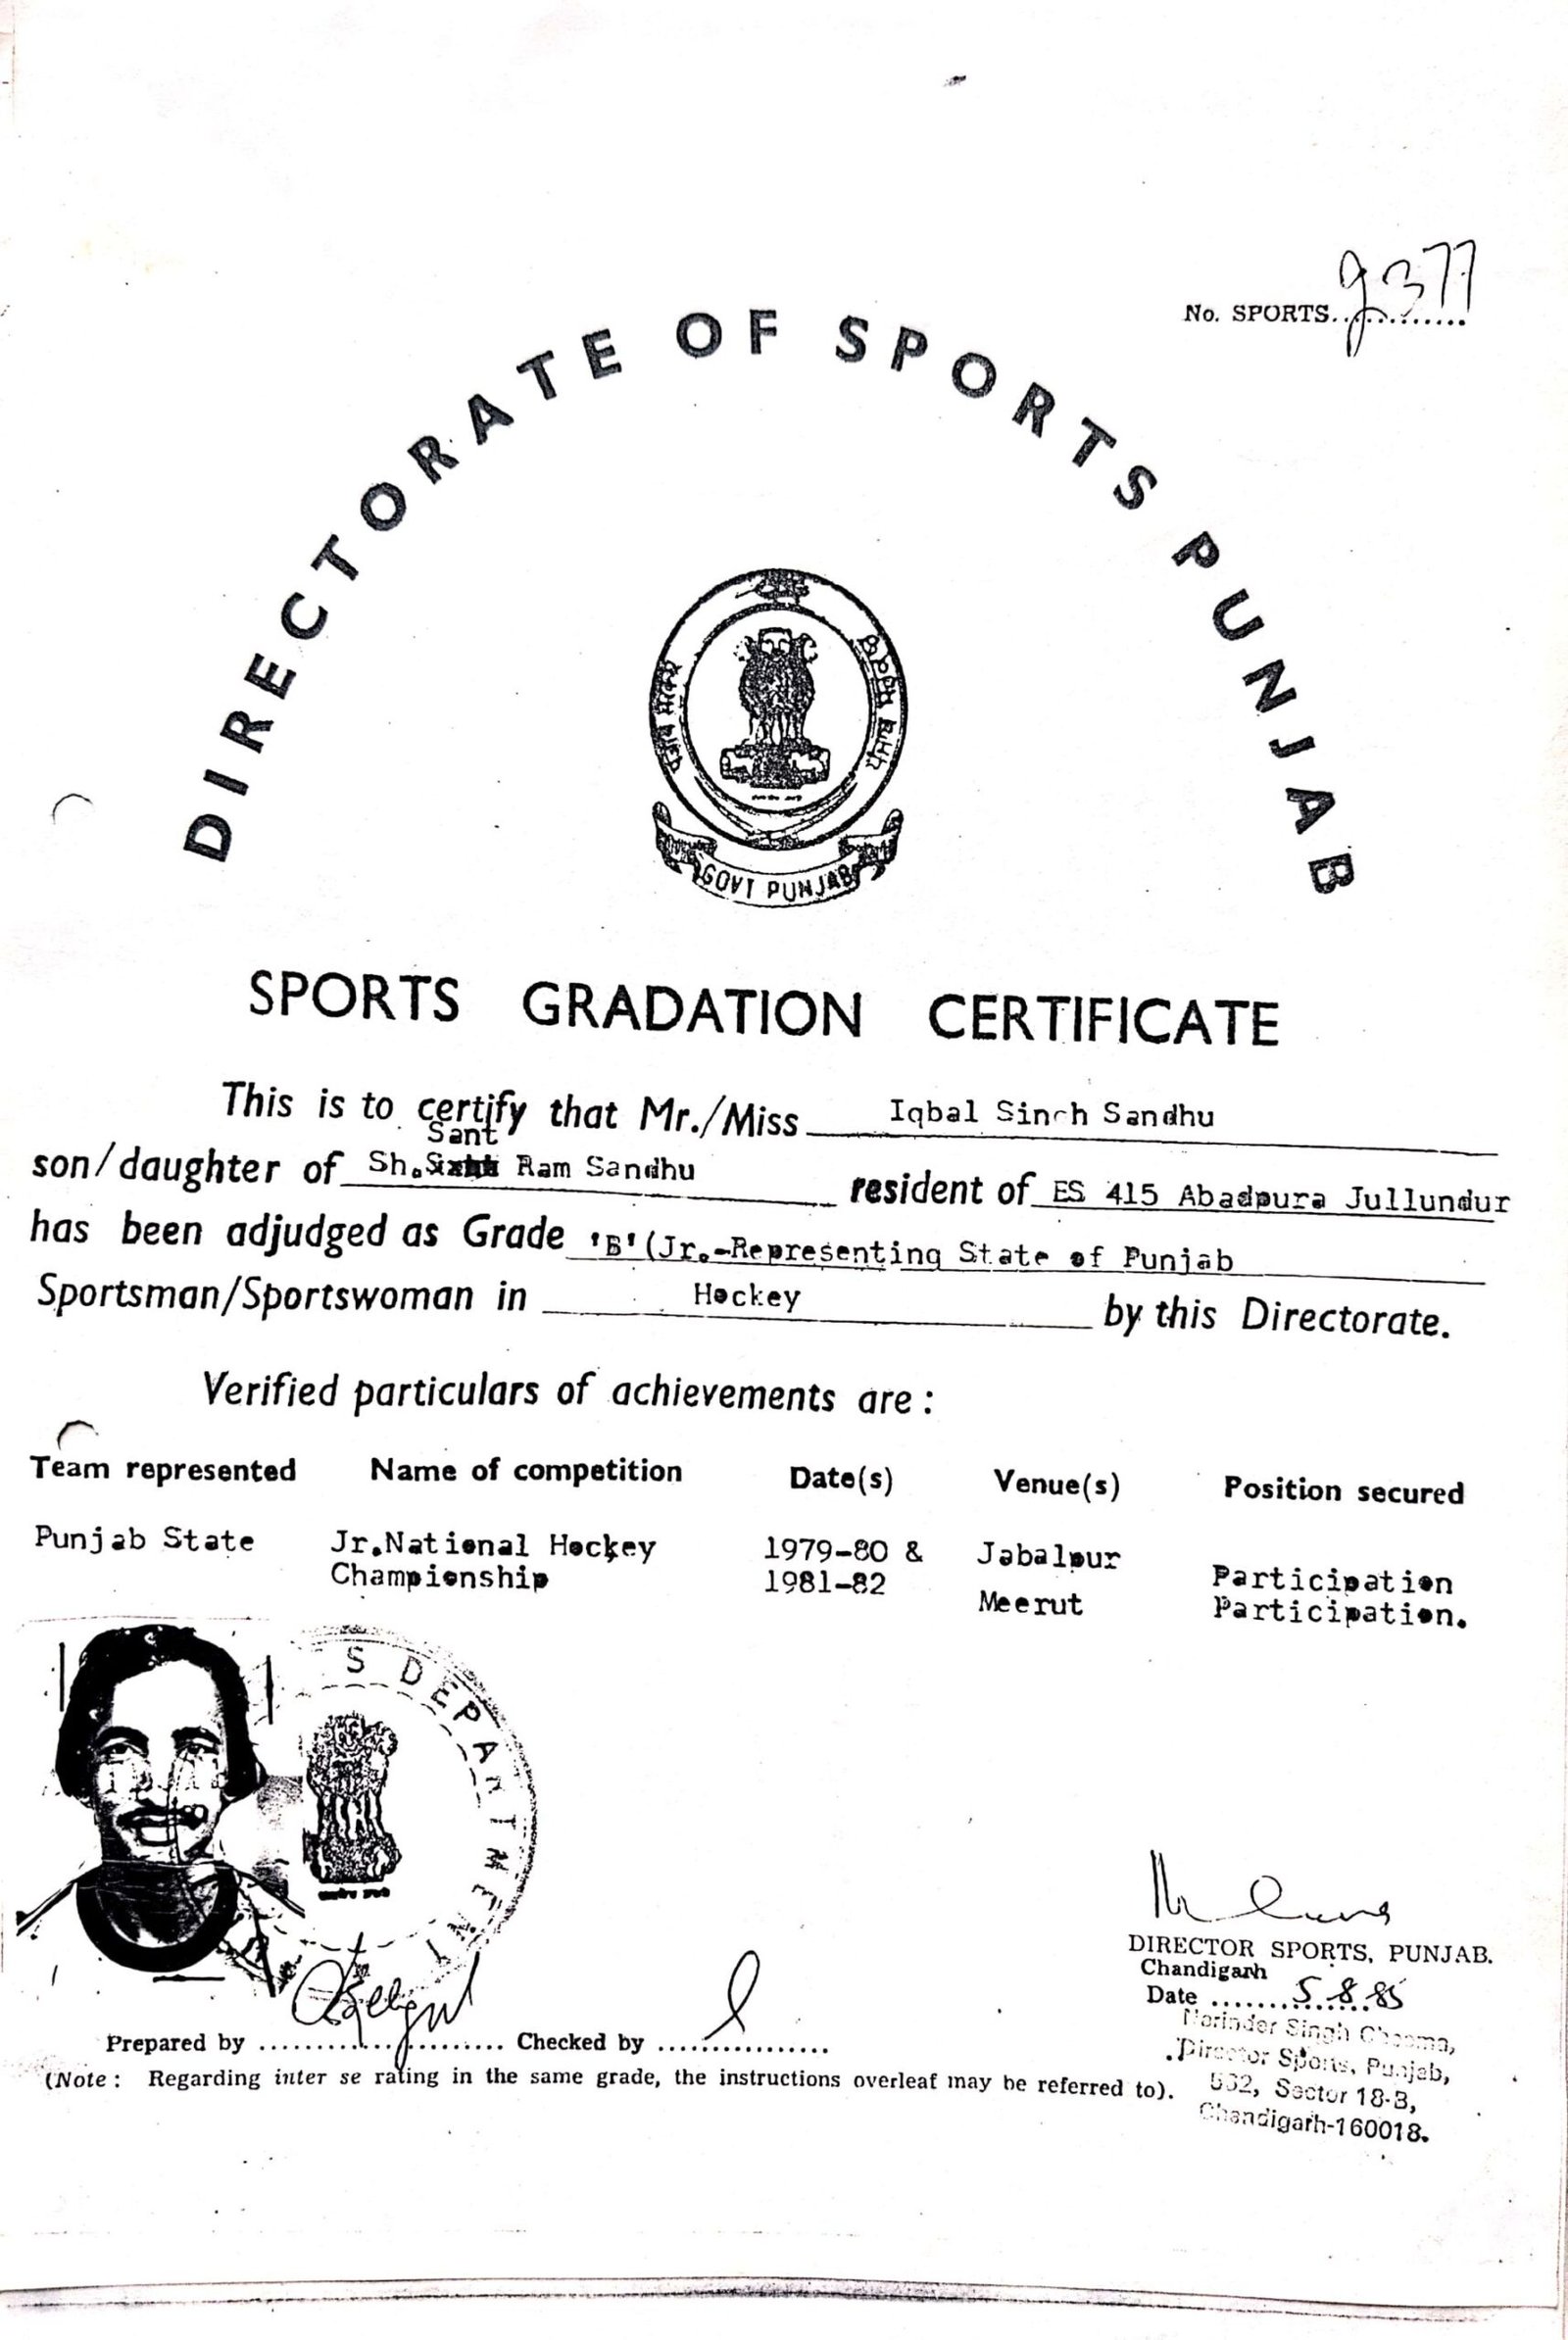 No. SPORTS.............
DIRECTORATE OF SPORTS PUNJAB
GOVT PUNJAB
SPORTS GRADATION CERTIFICATE
This is to certify that Mr./Miss Iqbal Singh Sandhu
Sant
son/daughter of Sh. Ram Sandhu resident of ES 415 Abadpura Jullundur
has been adjudged as Grade 'B' (Jr.-Representing State of Punjab
Sportsman/Sportswoman in Hockey by this Directorate.
Verified particulars of achievements are :
Team represented Name of competition Date(s) Venue(s) Position secured
Punjab State Jr.National Hockey 1979-80 & Jabalpur Participation
Championship 1981-82 Meerut Participation.
S DEPARTMENT
DIRECTOR SPORTS, PUNJAB.
Chandigarh
Date 5.8.85
Prepared by .................... Checked by ................
Narinder Singh Cheema,
Director Sports, Punjab,
Sector 18-B,
Chandigarh-160018.
(Note : Regarding inter se rating in the same grade, the instructions overleaf may be referred to).